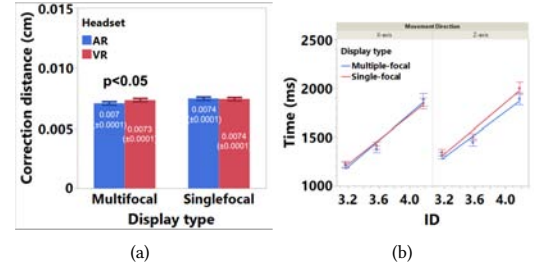 0.015
0.010
0.005
0
Correction distance (cm)
Headset
AR
VR
p<0.05
0.007
(±0.0001)
0.0073
(±0.0001)
0.0074
(±0.0001)
0.0074
(±0.0001)
Multifocal Singlefocal
Display type
(a)
Movement Direction
Z-axis
Display type
Multiple-focal
Single-focal
2500
2000
1500
1000
Time (ms)
3.2 3.6 4.0 3.2 3.6 4.0
ID
(b)